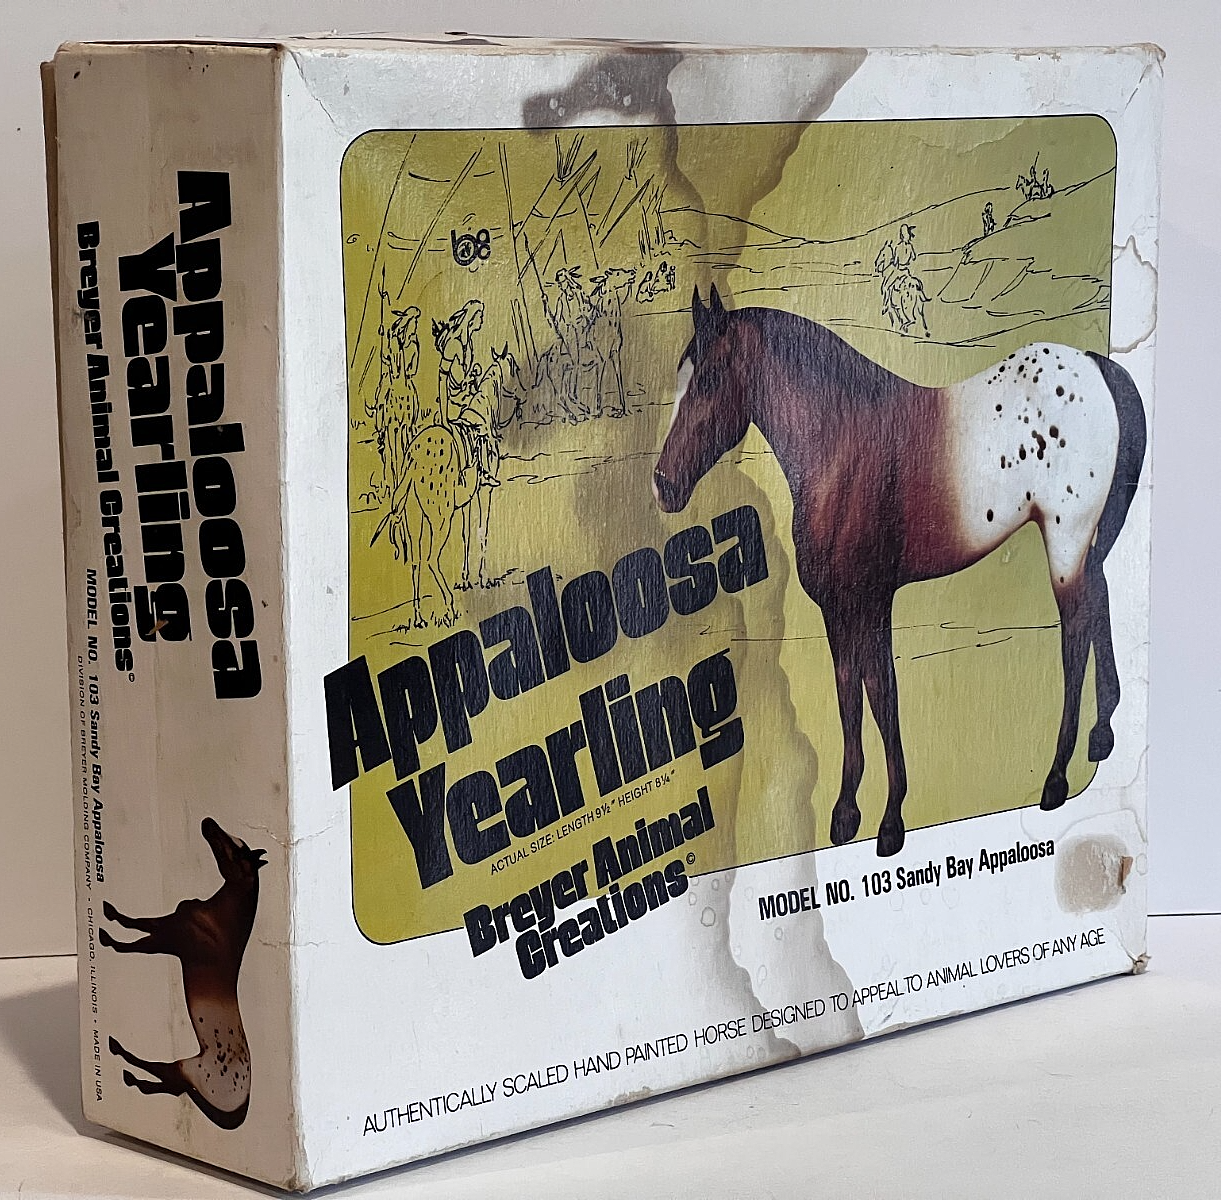 Appaloosa
Yearling
Breyer Animal Creations©
MODEL NO. 103 Sandy Bay Appaloosa
DIVISION OF BREYER MOLDING COMPANY - CHICAGO, ILLINOIS • MADE IN USA
Appaloosa
Yearling
ACTUAL SIZE: LENGTH 9½" HEIGHT 8¼"
Breyer Animal
Creations©
MODEL NO. 103 Sandy Bay Appaloosa
AUTHENTICALLY SCALED HAND PAINTED HORSE DESIGNED TO APPEAL TO ANIMAL LOVERS OF ANY AGE